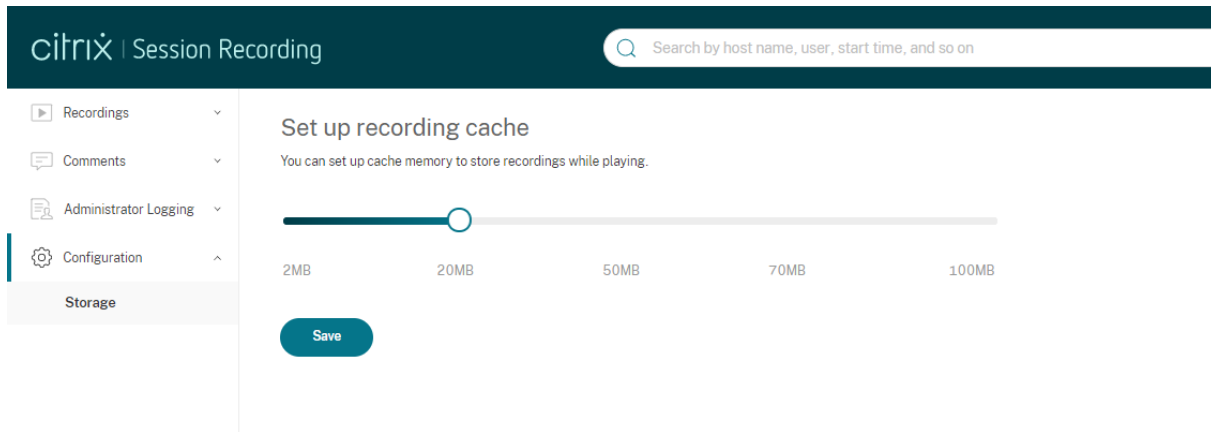 citrix | Session Recording
Search by host name, user, start time, and so on
Recordings
Comments
Administrator Logging
Configuration
Storage
Set up recording cache
You can set up cache memory to store recordings while playing.
2MB 20MB 50MB 70MB 100MB
Save